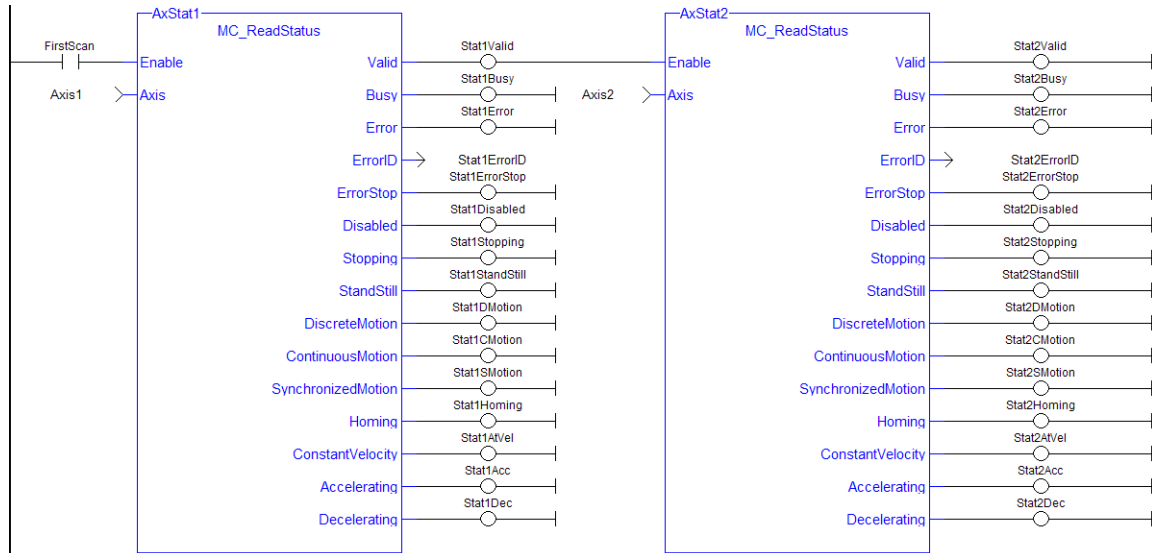 AxStat1 AxStat2
MC_ReadStatus MC_ReadStatus
FirstScan Stat1Valid Stat2Valid
Enable Valid Enable Valid
Stat1Busy Stat2Busy
Axis1 Axis Busy Axis2 Axis Busy
Stat1Error Stat2Error
Error Error
ErrorID Stat1ErrorID ErrorID Stat2ErrorID
Stat1ErrorStop Stat2ErrorStop
ErrorStop ErrorStop
Stat1Disabled Stat2Disabled
Disabled Disabled
Stat1Stopping Stat2Stopping
Stopping Stopping
Stat1StandStill Stat2StandStill
StandStill StandStill
Stat1DMotion Stat2DMotion
DiscreteMotion DiscreteMotion
Stat1CMotion Stat2CMotion
ContinuousMotion ContinuousMotion
Stat1SMotion Stat2SMotion
SynchronizedMotion SynchronizedMotion
Stat1Homing Stat2Homing
Homing Homing
Stat1AtVel Stat2AtVel
ConstantVelocity ConstantVelocity
Stat1Acc Stat2Acc
Accelerating Accelerating
Stat1Dec Stat2Dec
Decelerating Decelerating